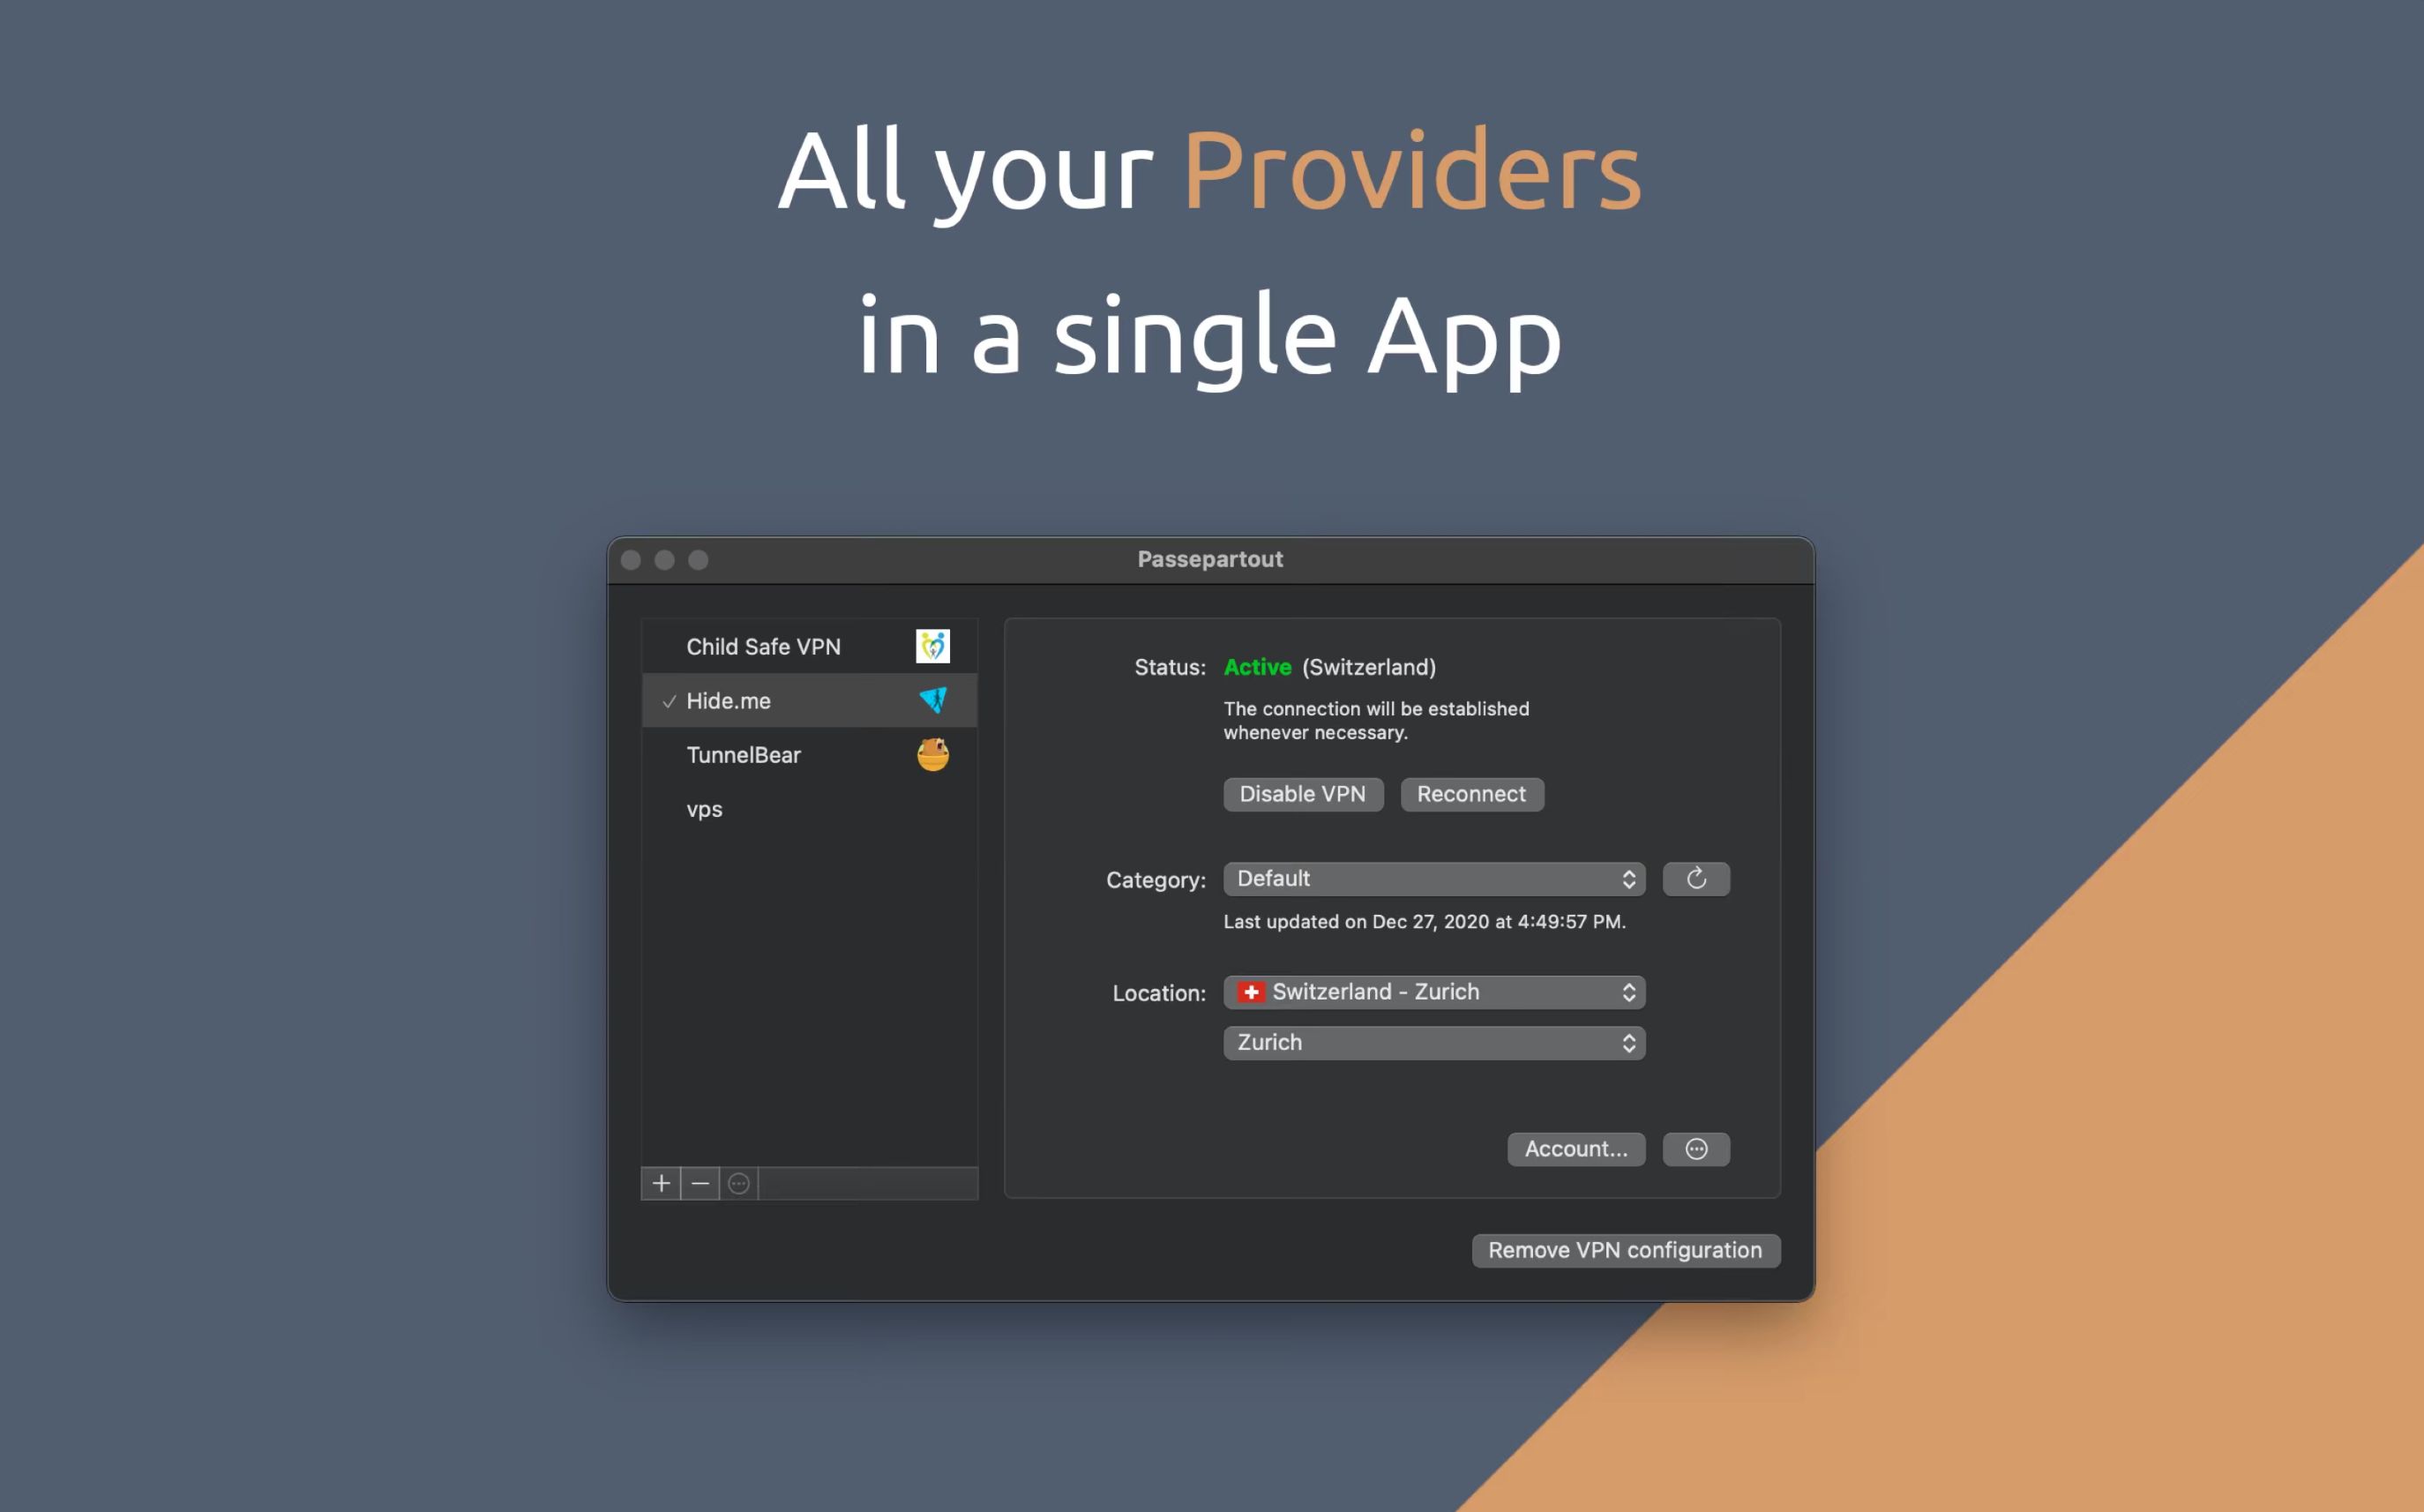 All your Providers
in a single App
Passepartout
Child Safe VPN
Hide.me
TunnelBear
vps
Status: Active (Switzerland)
The connection will be established
whenever necessary.
Disable VPN Reconnect
Category: Default
Last updated on Dec 27, 2020 at 4:49:57 PM.
Location: Switzerland - Zurich
Zurich
Account...
Remove VPN configuration